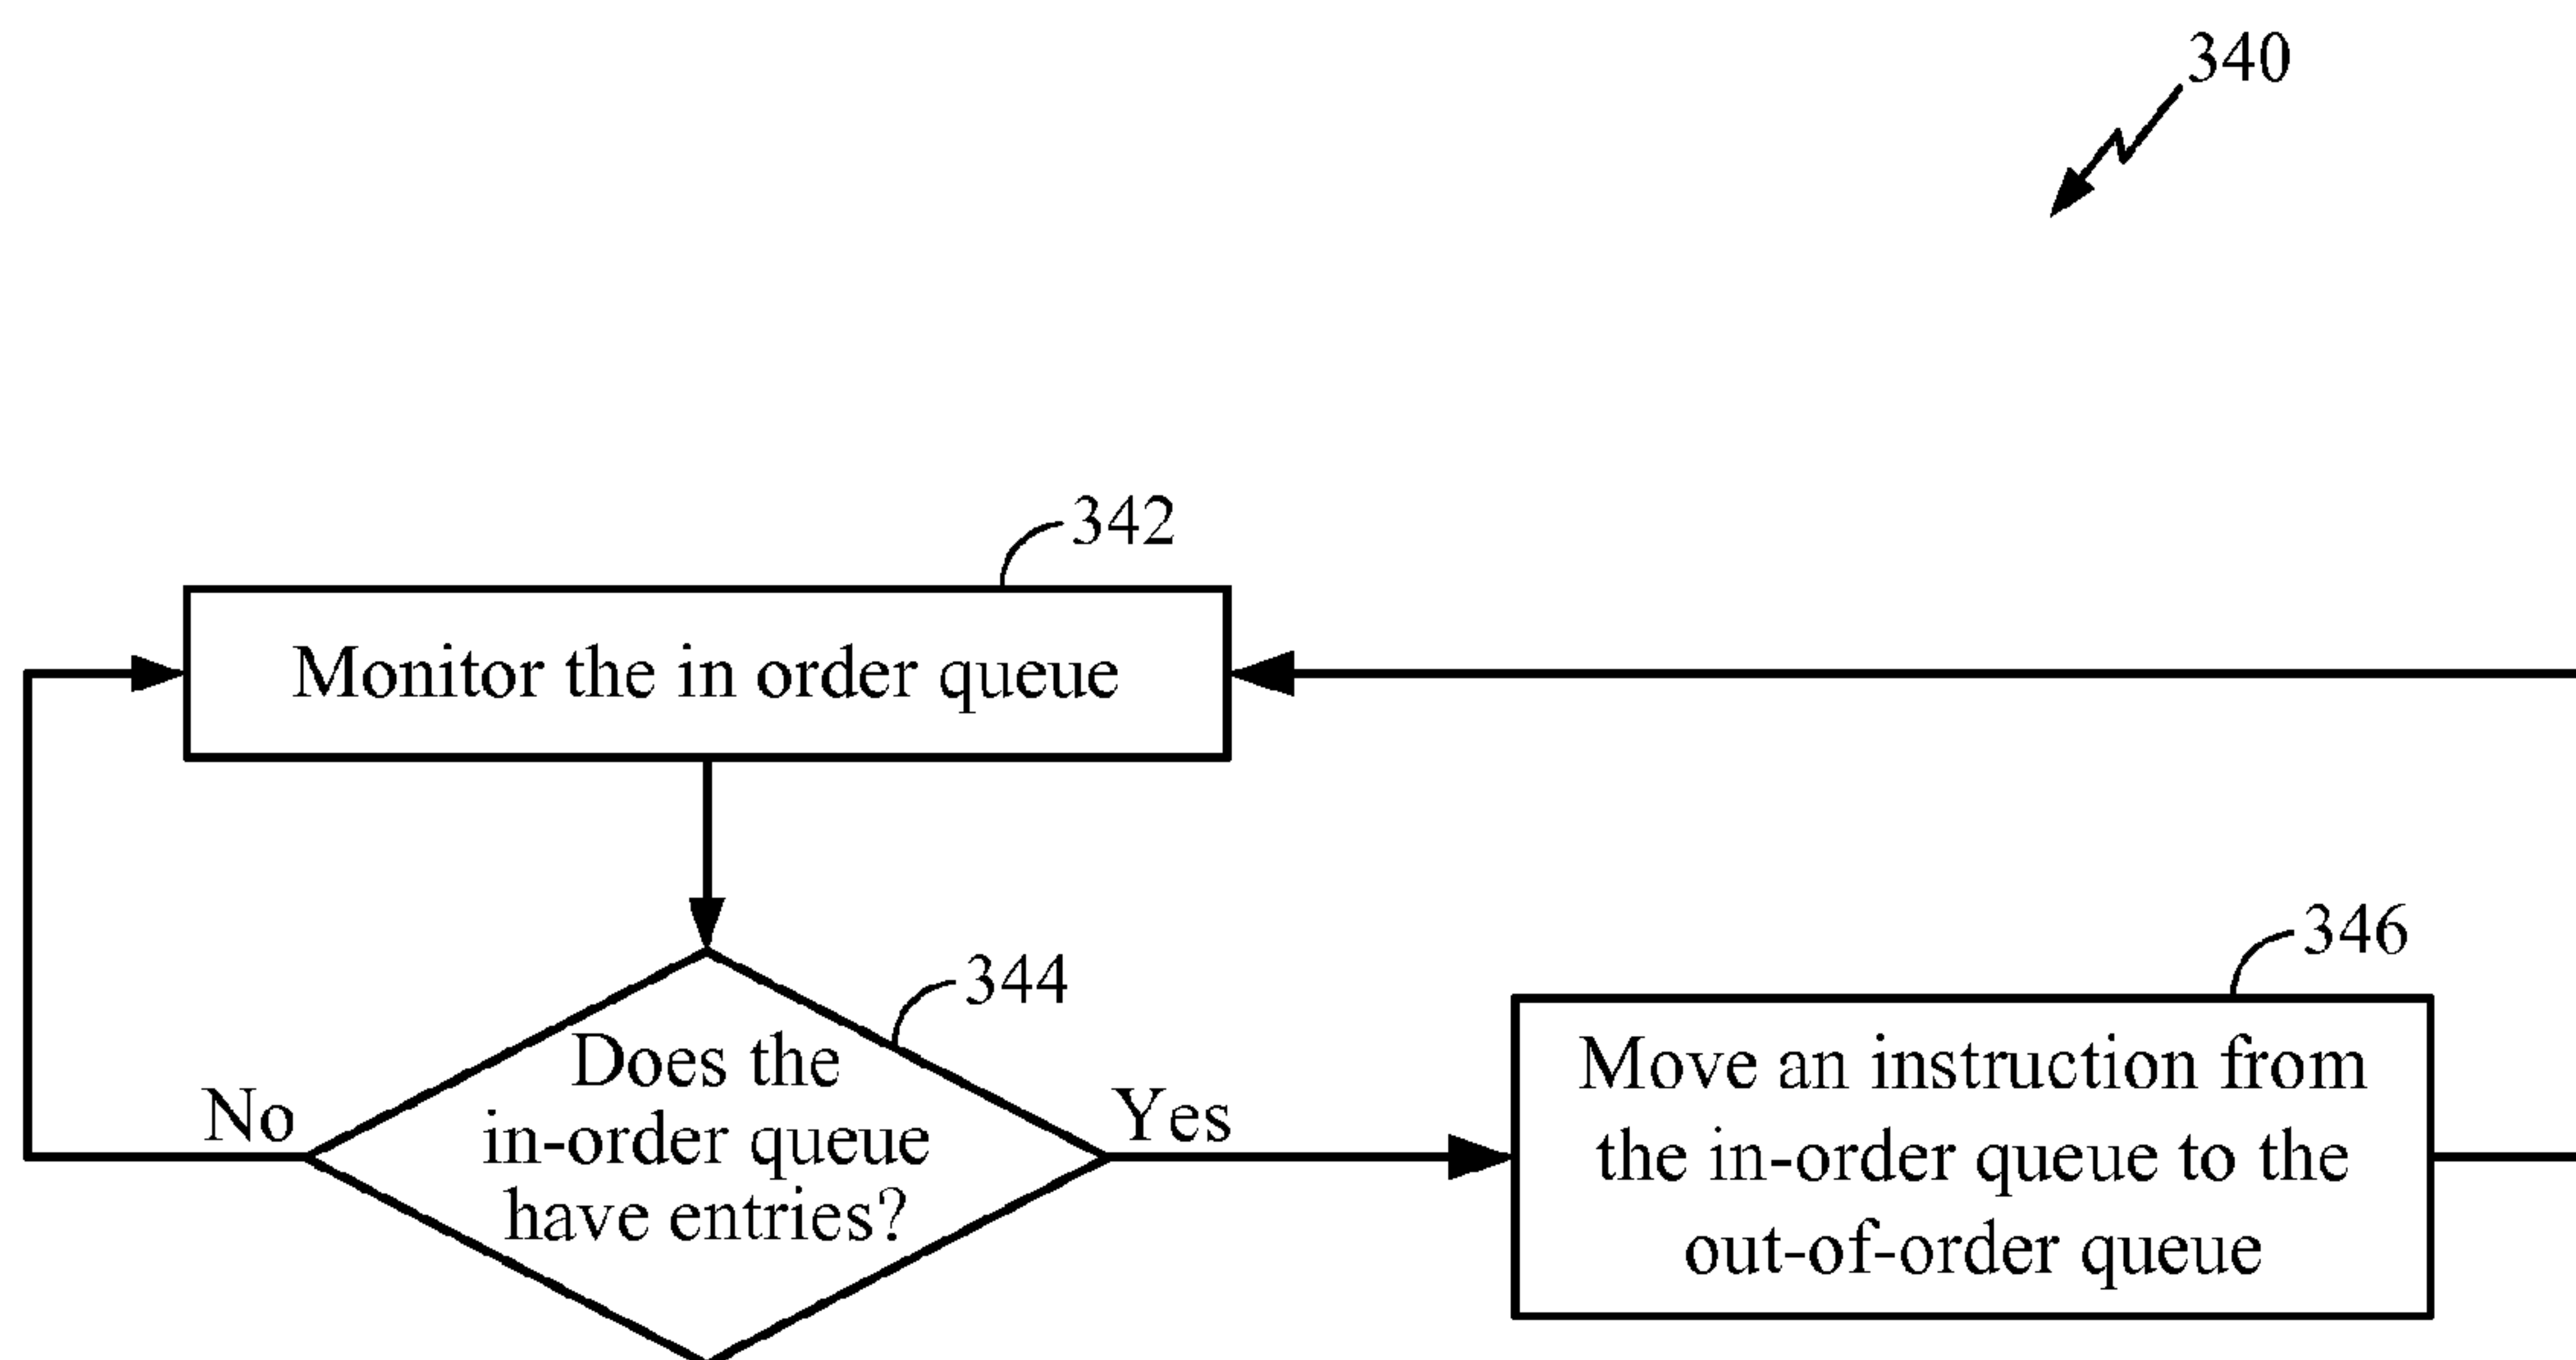 340
342
Monitor the in order queue
344
Does the
in-order queue
have entries?
No
Yes
346
Move an instruction from
the in-order queue to the
out-of-order queue